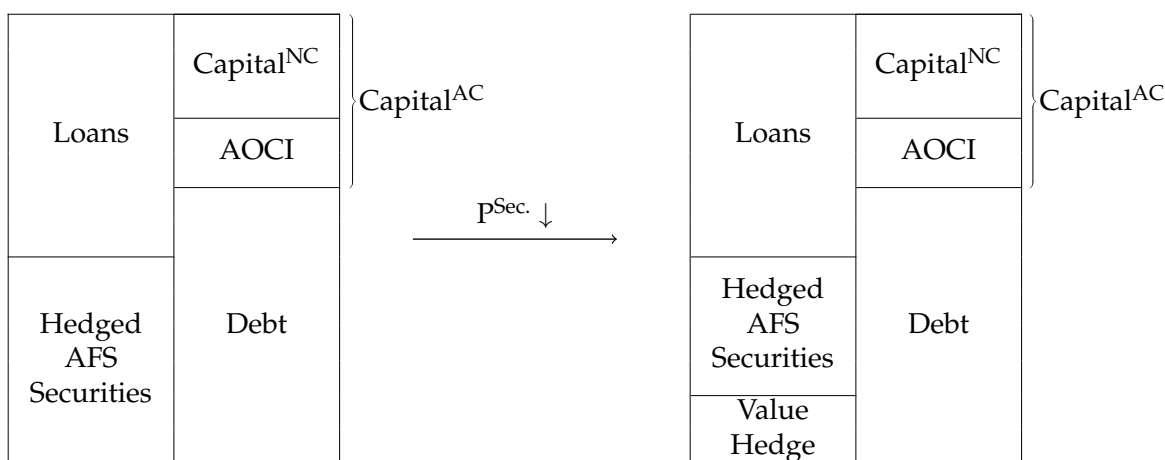 Capital^NC
Loans
AOCI
Capital^AC
Hedged
AFS
Securities
Debt
P^Sec. ↓
Capital^NC
Loans
AOCI
Capital^AC
Hedged
AFS
Securities
Debt
Value
Hedge